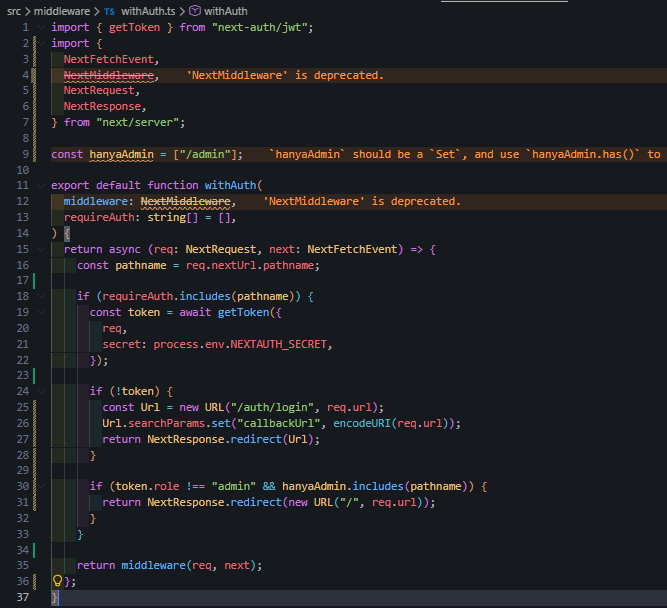 src > middleware > TS withAuth.ts > withAuth
1 import { getToken } from "next-auth/jwt";
2 import {
3 NextFetchEvent,
4 NextMiddleware, 'NextMiddleware' is deprecated.
5 NextRequest,
6 NextResponse,
7 } from "next/server";
8
9 const hanyaAdmin = ["/admin"]; `hanyaAdmin` should be a `Set`, and use `hanyaAdmin.has()` to
10
11 export default function withAuth(
12 middleware: NextMiddleware, 'NextMiddleware' is deprecated.
13 requireAuth: string[] = [],
14 ) {
15 return async (req: NextRequest, next: NextFetchEvent) => {
16 const pathname = req.nextUrl.pathname;
17
18 if (requireAuth.includes(pathname)) {
19 const token = await getToken({
20 req,
21 secret: process.env.NEXTAUTH_SECRET,
22 });
23
24 if (!token) {
25 const Url = new URL("/auth/login", req.url);
26 Url.searchParams.set("callbackUrl", encodeURI(req.url));
27 return NextResponse.redirect(Url);
28 }
29
30 if (token.role !== "admin" && hanyaAdmin.includes(pathname)) {
31 return NextResponse.redirect(new URL("/", req.url));
32 }
33 }
34
35 return middleware(req, next);
36 };
37 }